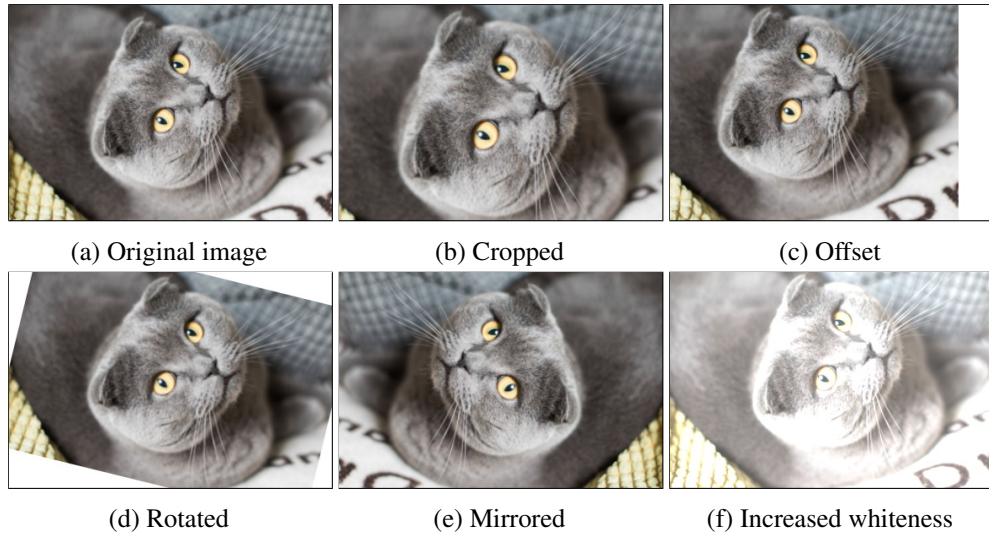 (a) Original image
(b) Cropped
(c) Offset
(d) Rotated
(e) Mirrored
(f) Increased whiteness